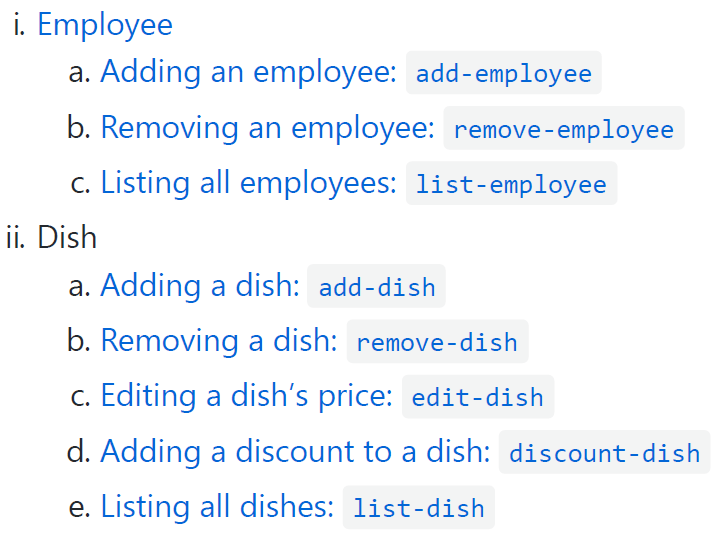 i. Employee
a. Adding an employee: add-employee
b. Removing an employee: remove-employee
c. Listing all employees: list-employee
ii. Dish
a. Adding a dish: add-dish
b. Removing a dish: remove-dish
c. Editing a dish’s price: edit-dish
d. Adding a discount to a dish: discount-dish
e. Listing all dishes: list-dish